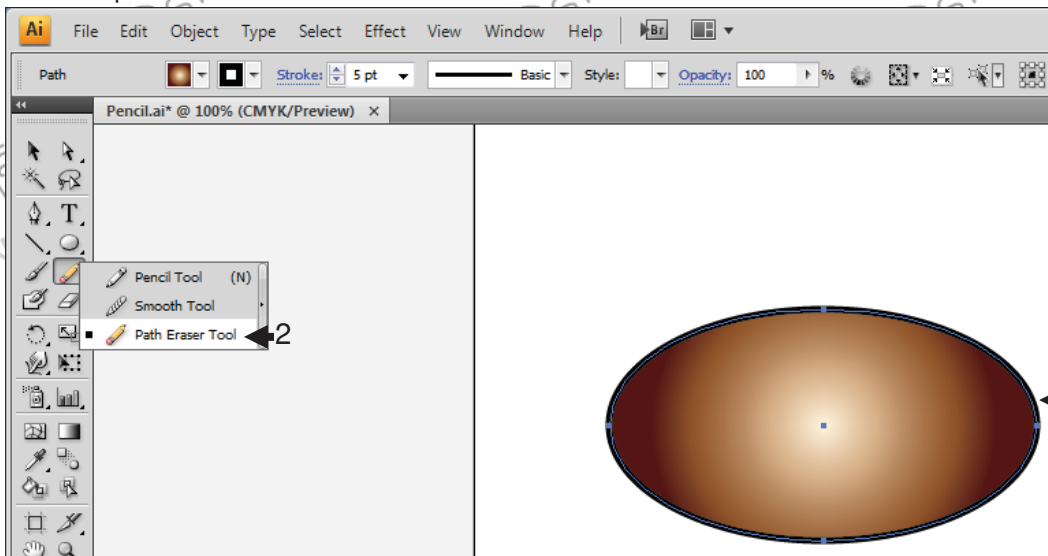 Ai File Edit Object Type Select Effect View Window Help Br
Path Stroke: 5 pt Basic Style: Opacity: 100 %
Pencil.ai* @ 100% (CMYK/Preview) ×
T
Pencil Tool (N)
Smooth Tool
Path Eraser Tool 2